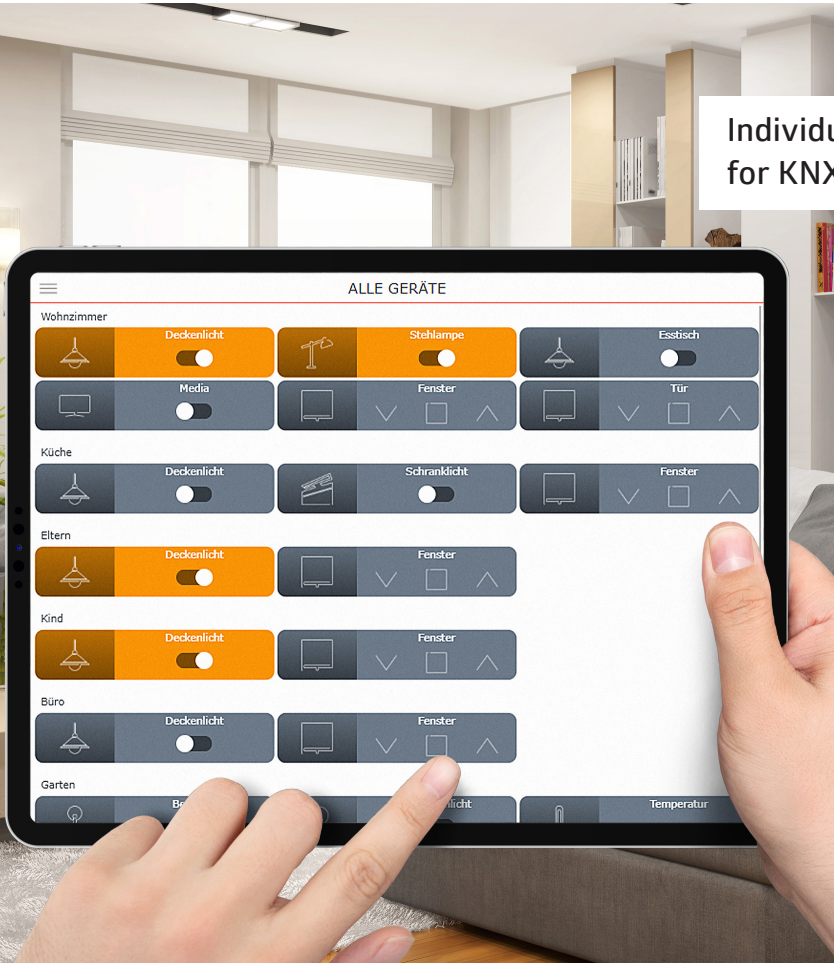 Individu
for KNX
ALLE GERÄTE
Wohnzimmer
Deckenlicht
Stehlampe
Esstisch
Media
Fenster
Tür
Küche
Deckenlicht
Schranklicht
Fenster
Eltern
Deckenlicht
Fenster
Kind
Deckenlicht
Fenster
Büro
Deckenlicht
Fenster
Garten
Temperatur